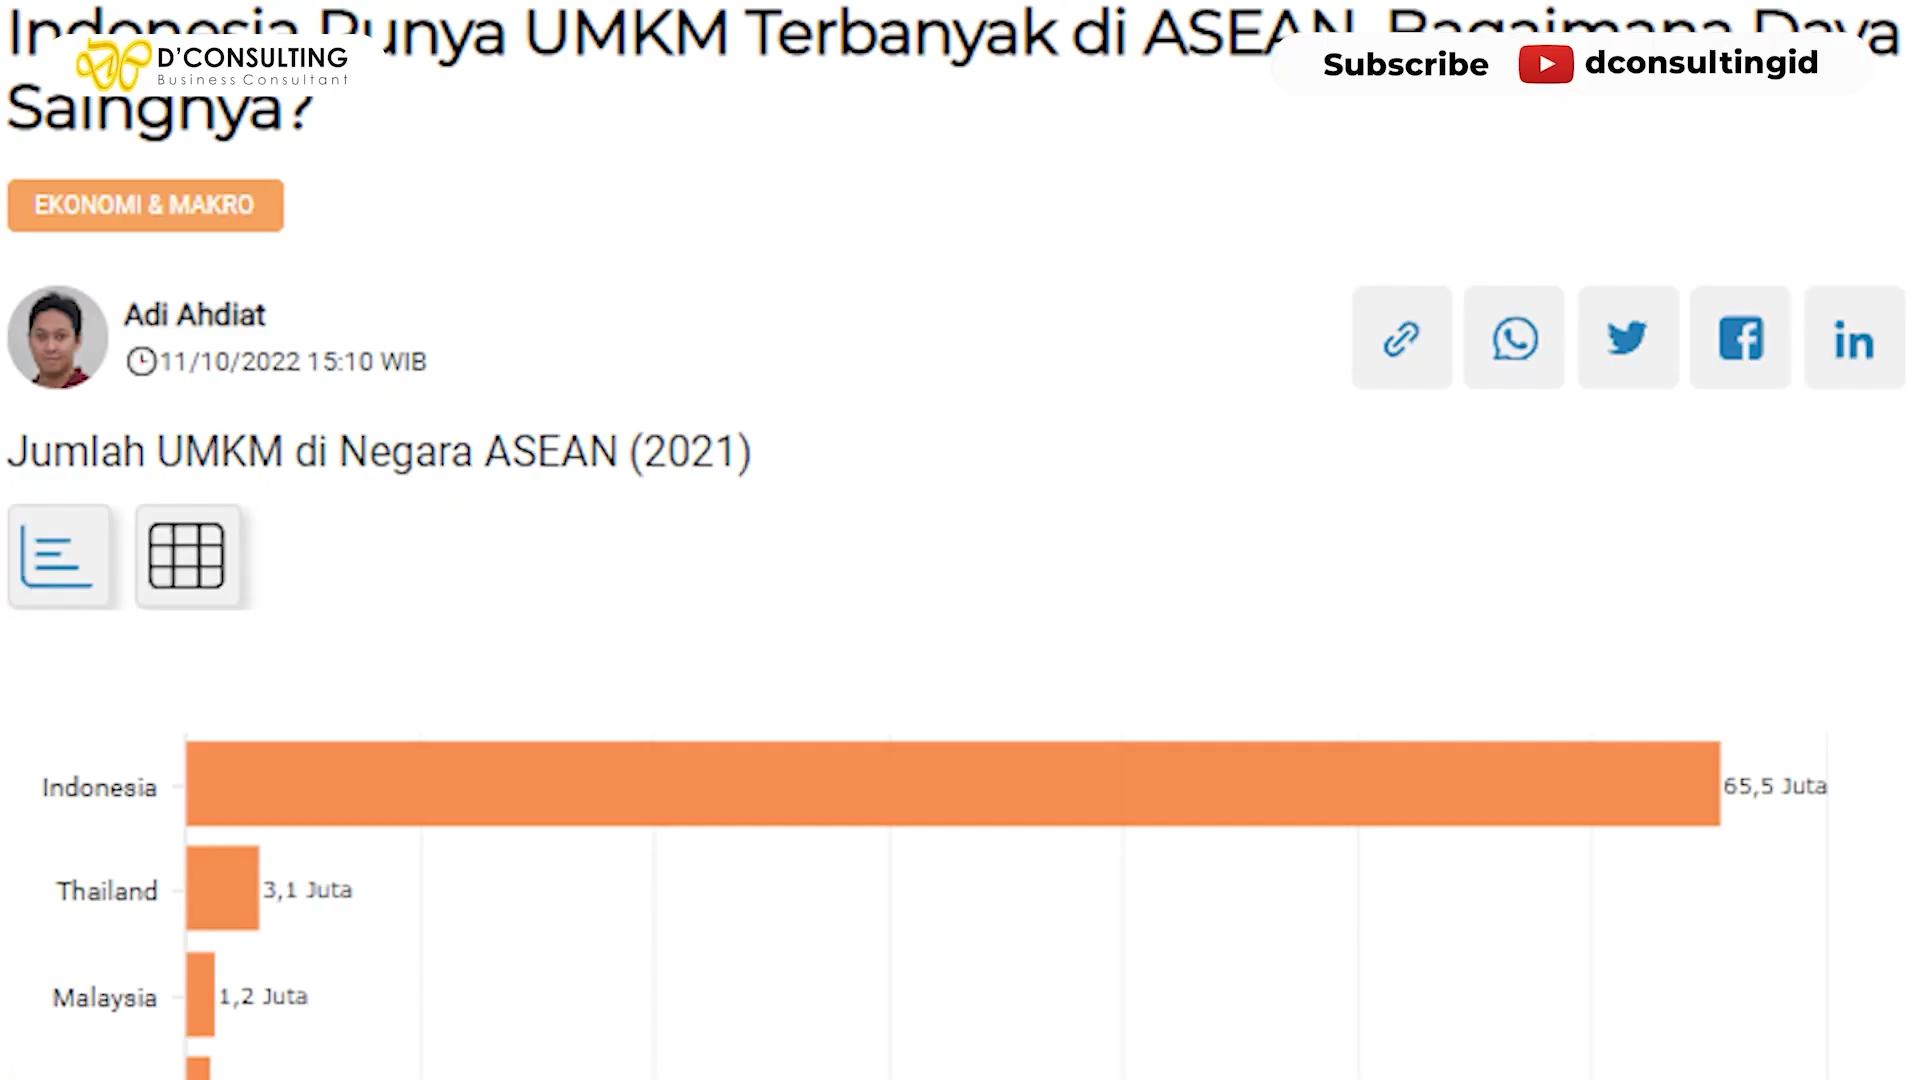 Indonesia Punya UMKM Terbanyak di ASEAN, Bagaimana Daya
Saingnya?
D'CONSULTING
Business Consultant
Subscribe dconsultingid
EKONOMI & MAKRO
Adi Ahdiat
11/10/2022 15:10 WIB
Jumlah UMKM di Negara ASEAN (2021)
Indonesia 65,5 Juta
Thailand 3,1 Juta
Malaysia 1,2 Juta